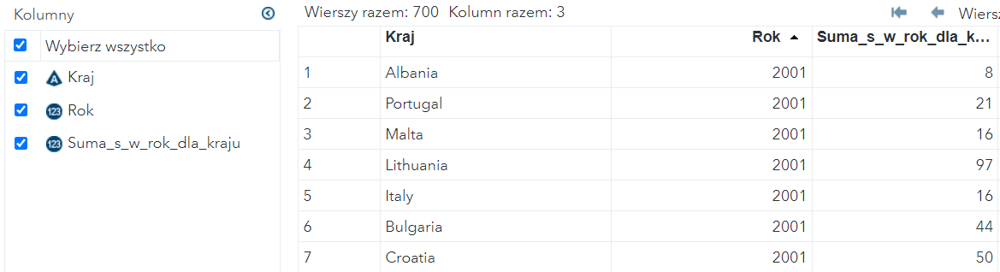 Kolumny
Wybierz wszystko
Kraj
Rok
Suma_s_w_rok_dla_kraju
Wierszy razem: 700 Kolumn razem: 3 Wiersz
Kraj Rok Suma_s_w_rok_dla_k...
1 Albania 2001 8
2 Portugal 2001 21
3 Malta 2001 16
4 Lithuania 2001 97
5 Italy 2001 16
6 Bulgaria 2001 44
7 Croatia 2001 50